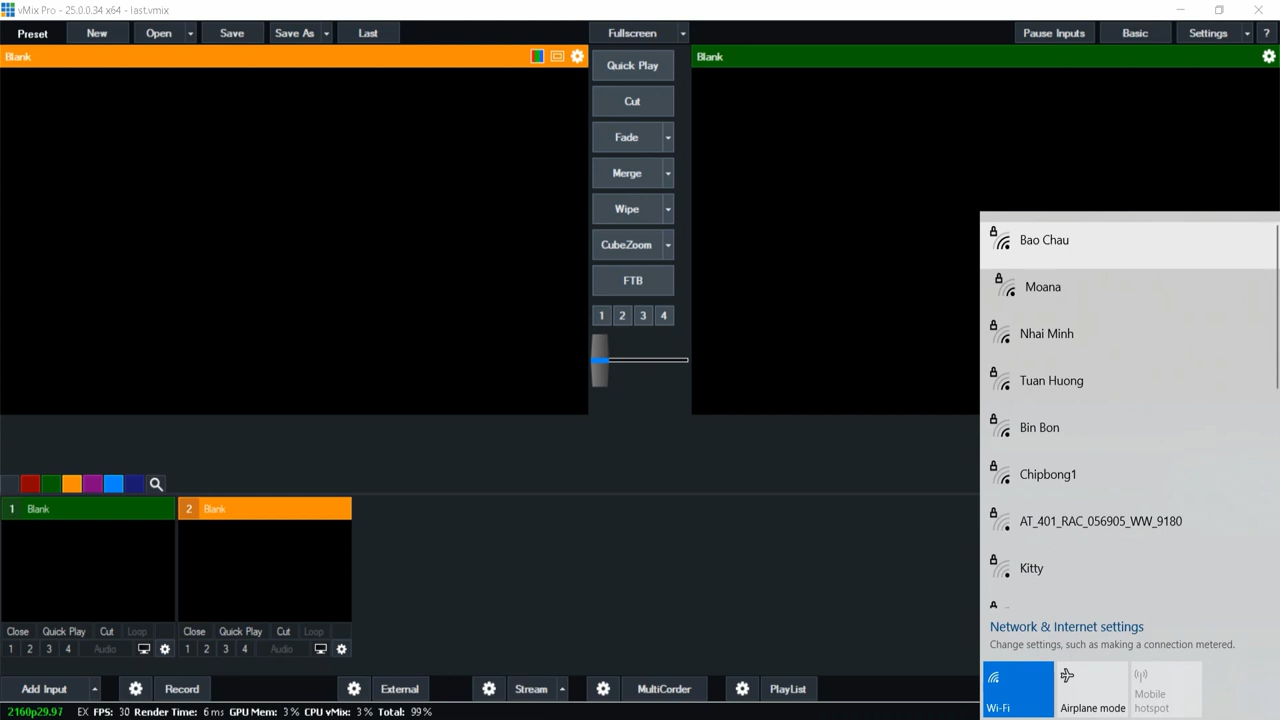 vMix Pro - 25.0.0.34 x64 - last.vmix
Preset New Open Save Save As Last Fullscreen Pause Inputs Basic Settings ?
Blank Blank
Quick Play
Cut
Fade
Merge
Wipe
CubeZoom
FTB
1 2 3 4
Bao Chau
Moana
Nhai Minh
Tuan Huong
Bin Bon
Chipbong1
AT_401_RAC_056905_WW_9180
Kitty
Network & Internet settings
Change settings, such as making a connection metered.
Wi-Fi
Airplane mode
Mobile
hotspot
1 Blank 2 Blank
Close Quick Play Cut Loop Close Quick Play Cut Loop
1 2 3 4 Audio 1 2 3 4 Audio
Add Input Record External Stream MultiCorder PlayList
2160p29.97 EX FPS: 30 Render Time: 6 ms GPU Mem: 3 % CPU vMix: 3 % Total: 99 %